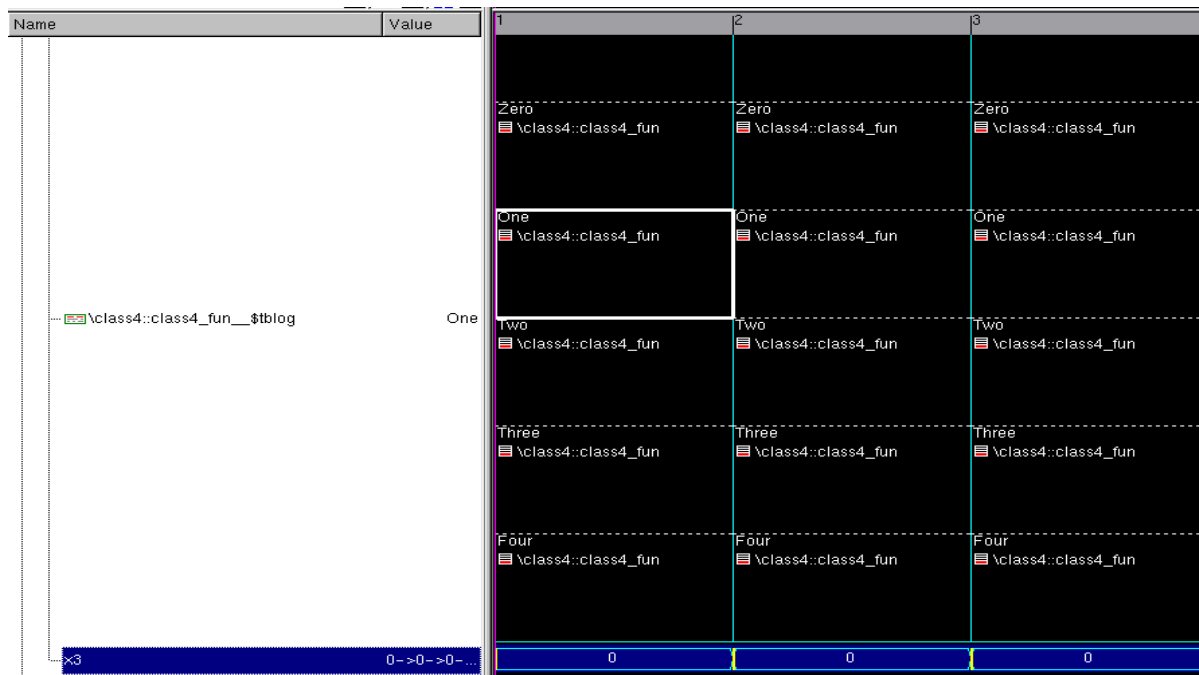 Name Value 1 2 3
Zero Zero Zero
\class4::class4_fun \class4::class4_fun \class4::class4_fun
One One One
\class4::class4_fun \class4::class4_fun \class4::class4_fun
\class4::class4_fun__$tblog One
Two Two Two
\class4::class4_fun \class4::class4_fun \class4::class4_fun
Three Three Three
\class4::class4_fun \class4::class4_fun \class4::class4_fun
Four Four Four
\class4::class4_fun \class4::class4_fun \class4::class4_fun
x3 0->0->0-... 0 0 0